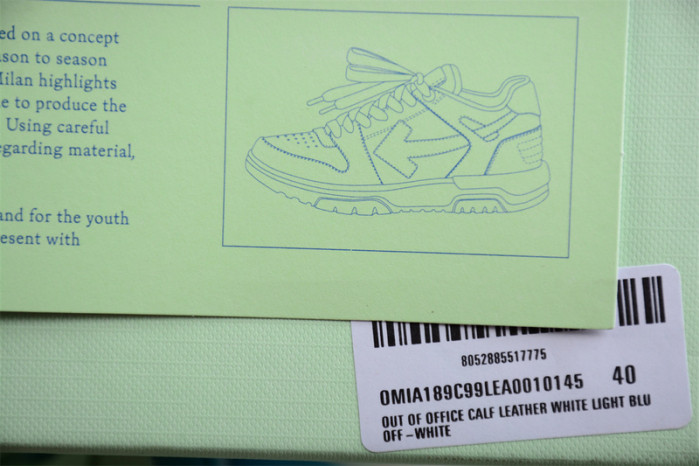 ed on a concept
ason to season
Milan highlights
e to produce the
Using careful
egarding material,
and for the youth
esent with
8052885517775
OMIA189C99LEA0010145 40
OUT OF OFFICE CALF LEATHER WHITE LIGHT BLU
OFF-WHITE